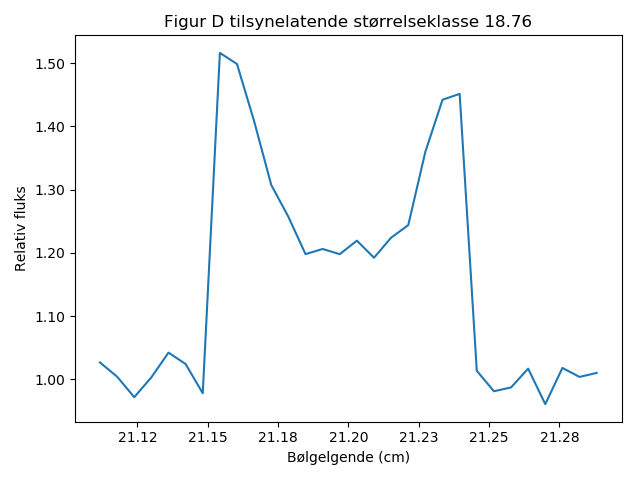 Figur D tilsynelatende størrelseklasse 18.76
1.50
1.40
1.30
1.20
1.10
1.00
Relativ fluks
21.12 21.15 21.18 21.20 21.23 21.25 21.28
Bølgelgende (cm)